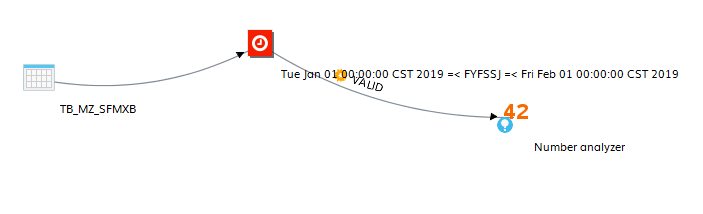 Tue Jan 01 00:00:00 CST 2019 =< FYFSSJ =< Fri Feb 01 00:00:00 CST 2019
VALID
TB_MZ_SFMXB
42
Number analyzer